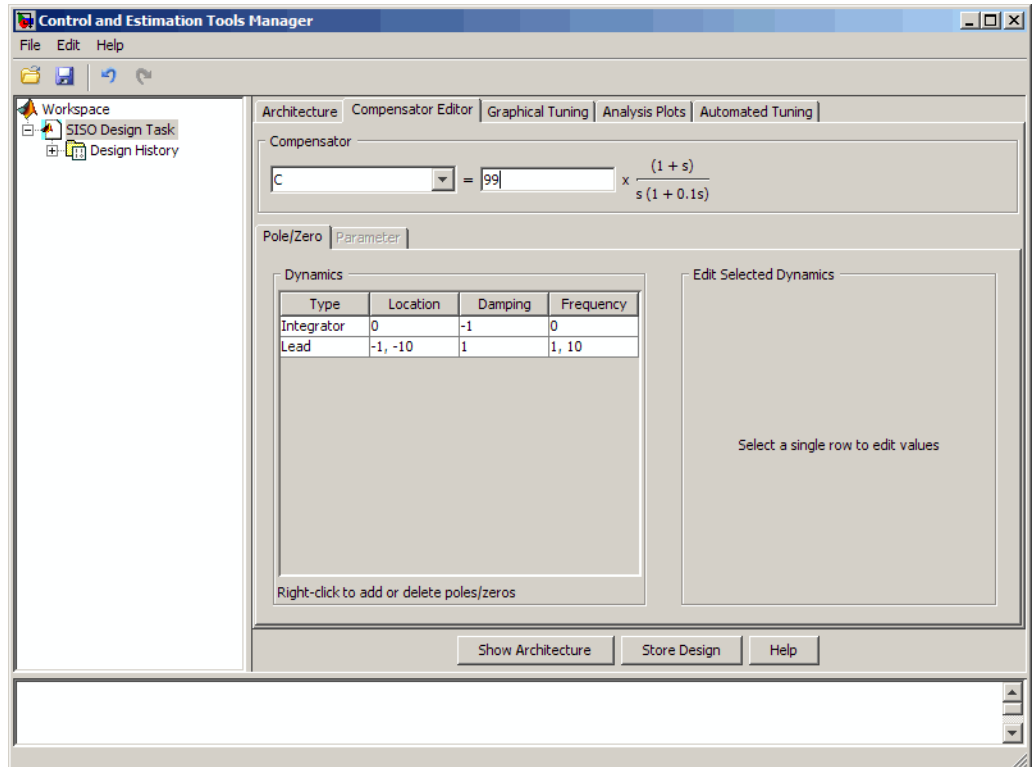 Control and Estimation Tools Manager
File Edit Help
Workspace
SISO Design Task
Design History
Architecture Compensator Editor Graphical Tuning Analysis Plots Automated Tuning
Compensator
C = 99 x (1 + s)
s (1 + 0.1s)
Pole/Zero Parameter
Dynamics
Type Location Damping Frequency
Integrator 0 -1 0
Lead -1, -10 1 1, 10
Right-click to add or delete poles/zeros
Edit Selected Dynamics
Select a single row to edit values
Show Architecture Store Design Help